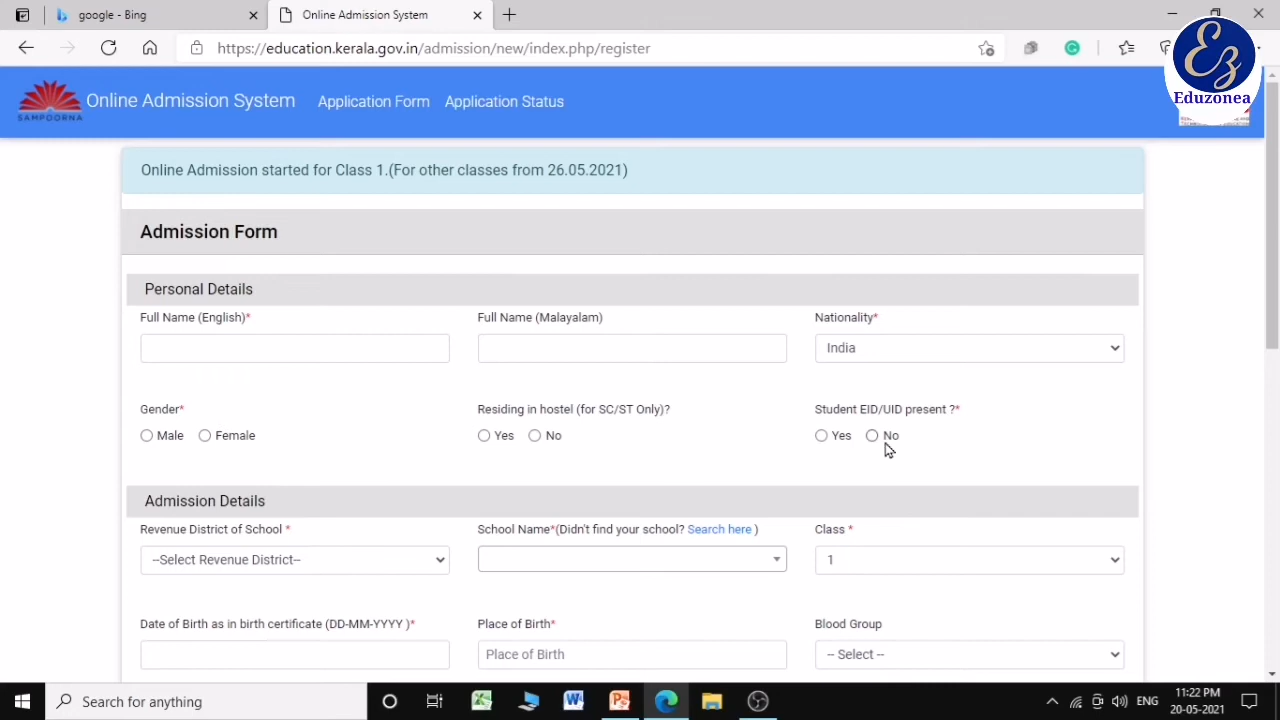 google - Bing
Online Admission System
https://education.kerala.gov.in/admission/new/index.php/register
Ez
Eduzonea
SAMPOORNA
Online Admission System
Application Form
Application Status
Online Admission started for Class 1.(For other classes from 26.05.2021)
Admission Form
Personal Details
Full Name (English)*
Full Name (Malayalam)
Nationality*
India
Gender*
Residing in hostel (for SC/ST Only)?
Student EID/UID present ?*
Male Female
Yes No
Yes No
Admission Details
Revenue District of School *
School Name*(Didn't find your school? Search here )
Class *
--Select Revenue District--
1
Date of Birth as in birth certificate (DD-MM-YYYY )*
Place of Birth*
Blood Group
Place of Birth
-- Select --
Search for anything
ENG
11:22 PM
20-05-2021